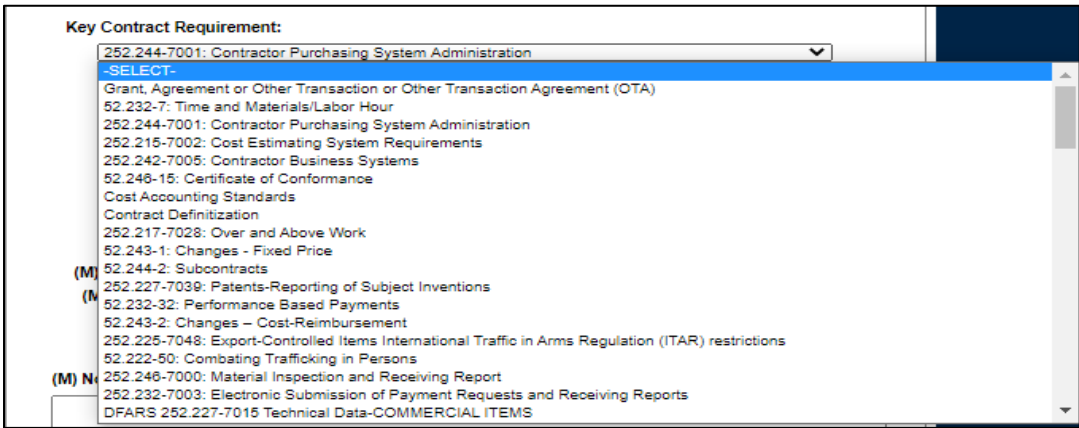 Key Contract Requirement:
252.244-7001: Contractor Purchasing System Administration
-SELECT-
Grant, Agreement or Other Transaction or Other Transaction Agreement (OTA)
52.232-7: Time and Materials/Labor Hour
252.244-7001: Contractor Purchasing System Administration
252.215-7002: Cost Estimating System Requirements
252.242-7005: Contractor Business Systems
52.246-15: Certificate of Conformance
Cost Accounting Standards
Contract Definitization
252.217-7028: Over and Above Work
52.243-1: Changes - Fixed Price
(M) 52.244-2: Subcontracts
252.227-7039: Patents-Reporting of Subject Inventions
(M 52.232-32: Performance Based Payments
52.243-2: Changes – Cost-Reimbursement
252.225-7048: Export-Controlled Items International Traffic in Arms Regulation (ITAR) restrictions
52.222-50: Combating Trafficking in Persons
(M) 252.246-7000: Material Inspection and Receiving Report
252.232-7003: Electronic Submission of Payment Requests and Receiving Reports
DFARS 252.227-7015 Technical Data-COMMERCIAL ITEMS